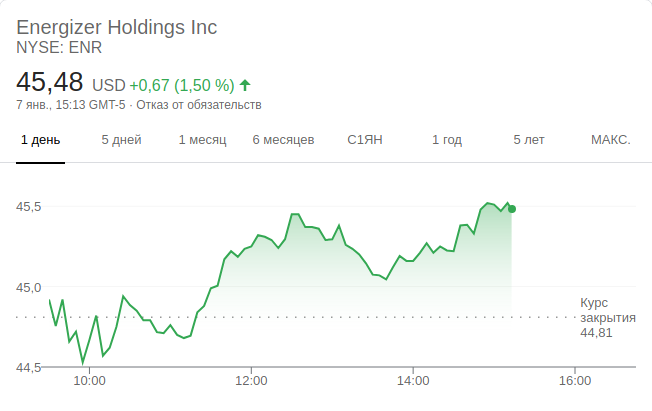 Energizer Holdings Inc
NYSE: ENR
45,48 USD +0,67 (1,50 %)
7 янв., 15:13 GMT-5 · Отказ от обязательств
1 день 5 дней 1 месяц 6 месяцев С1ЯН 1 год 5 лет МАКС.
45,5
45,0
Курс
закрытия
44,81
44,5
10:00 12:00 14:00 16:00